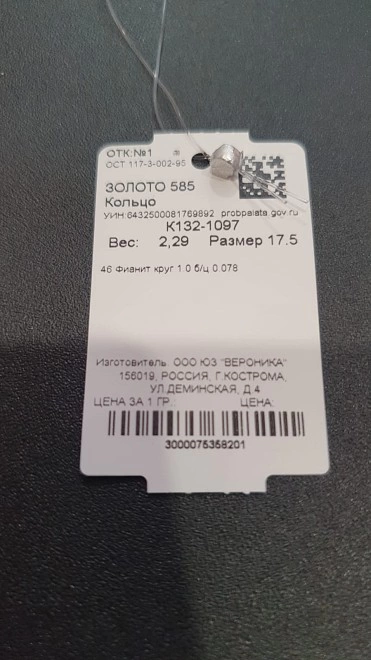 ОТК:№1
ОСТ 117-3-002-95
ЗОЛОТО 585
Кольцо
УИН:6432500081769892 probpalata.gov.ru
К132-1097
Вес: 2,29 Размер 17.5
46 Фианит круг 1.0 б/ц 0.078
Изготовитель: ООО ЮЗ "ВЕРОНИКА"
156019, РОССИЯ, Г.КОСТРОМА,
УЛ.ДЕМИНСКАЯ, Д.4
ЦЕНА ЗА 1 ГР.: ЦЕНА:
3000075358201